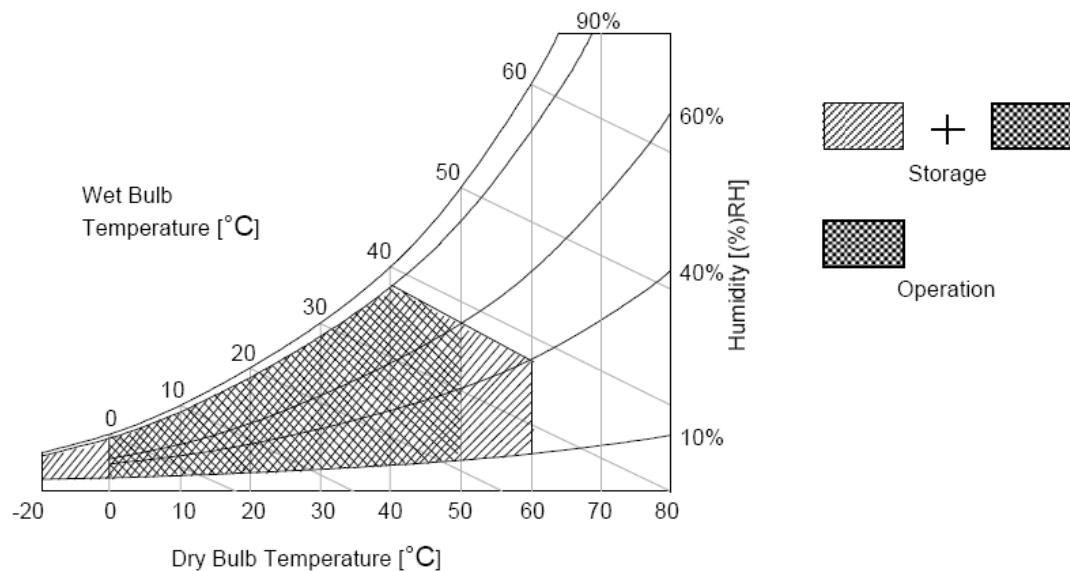 90%
60
60%
50
Storage
Wet Bulb
Temperature [°C]
40
40%
Humidity [(%)RH]
30
Operation
20
10
0
10%
-20 0 10 20 30 40 50 60 70 80
Dry Bulb Temperature [°C]